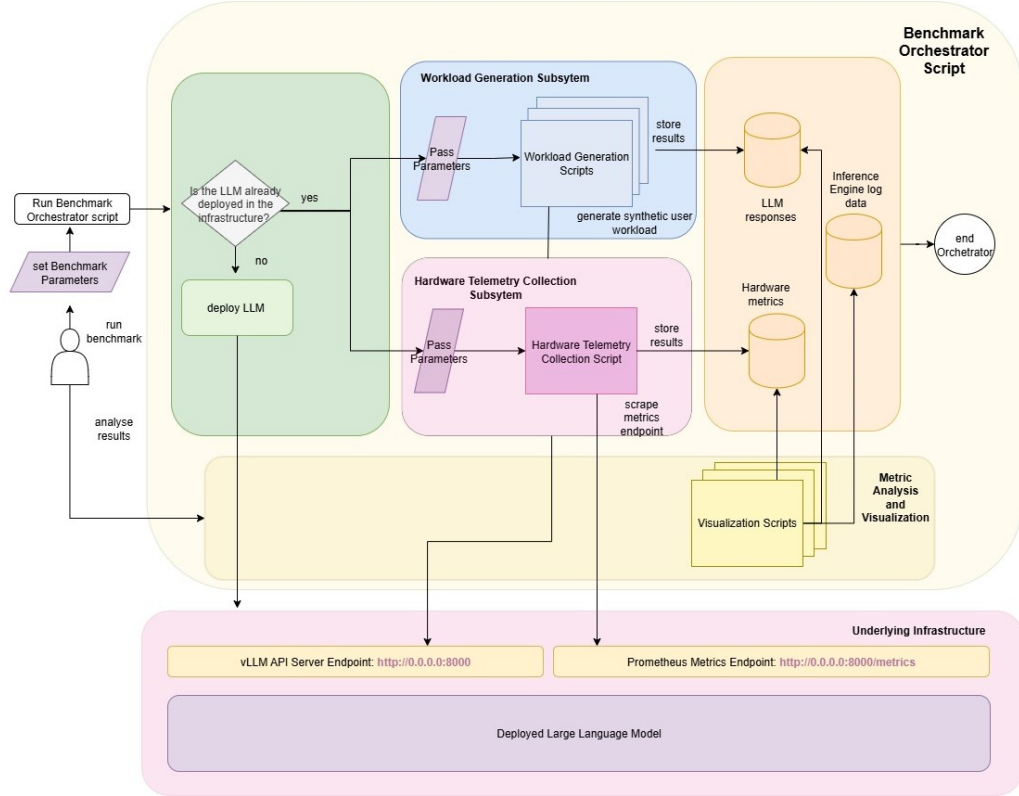 Benchmark
Orchestrator
Script
Workload Generation Subsytem
Pass
Parameters
Workload Generation
Scripts
store
results
generate synthetic user
workload
LLM
responses
Inference
Engine log
data
Is the LLM already
deployed in the
infrastructure?
yes
no
deploy LLM
Run Benchmark
Orchestrator script
set Benchmark
Parameters
run
benchmark
analyse
results
end
Orchetrator
Hardware Telemetry Collection
Subsytem
Pass
Parameters
Hardware Telemetry
Collection Script
store
results
scrape
metrics
endpoint
Hardware
metrics
Metric
Analysis
and
Visualization
Visualization Scripts
Underlying Infrastructure
vLLM API Server Endpoint: http://0.0.0.0:8000
Prometheus Metrics Endpoint: http://0.0.0.0:8000/metrics
Deployed Large Language Model